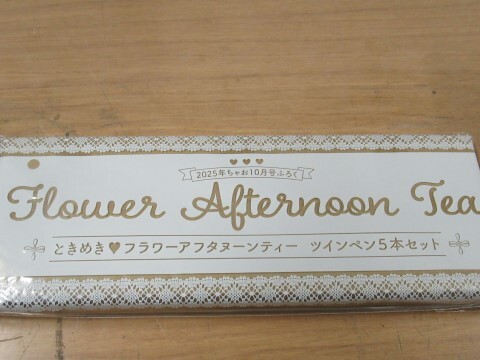 2025年ちゃお10月号ふろく
Flower Afternoon Tea
ときめき♥フラワーアフタヌーンティー ツインペン5本セット